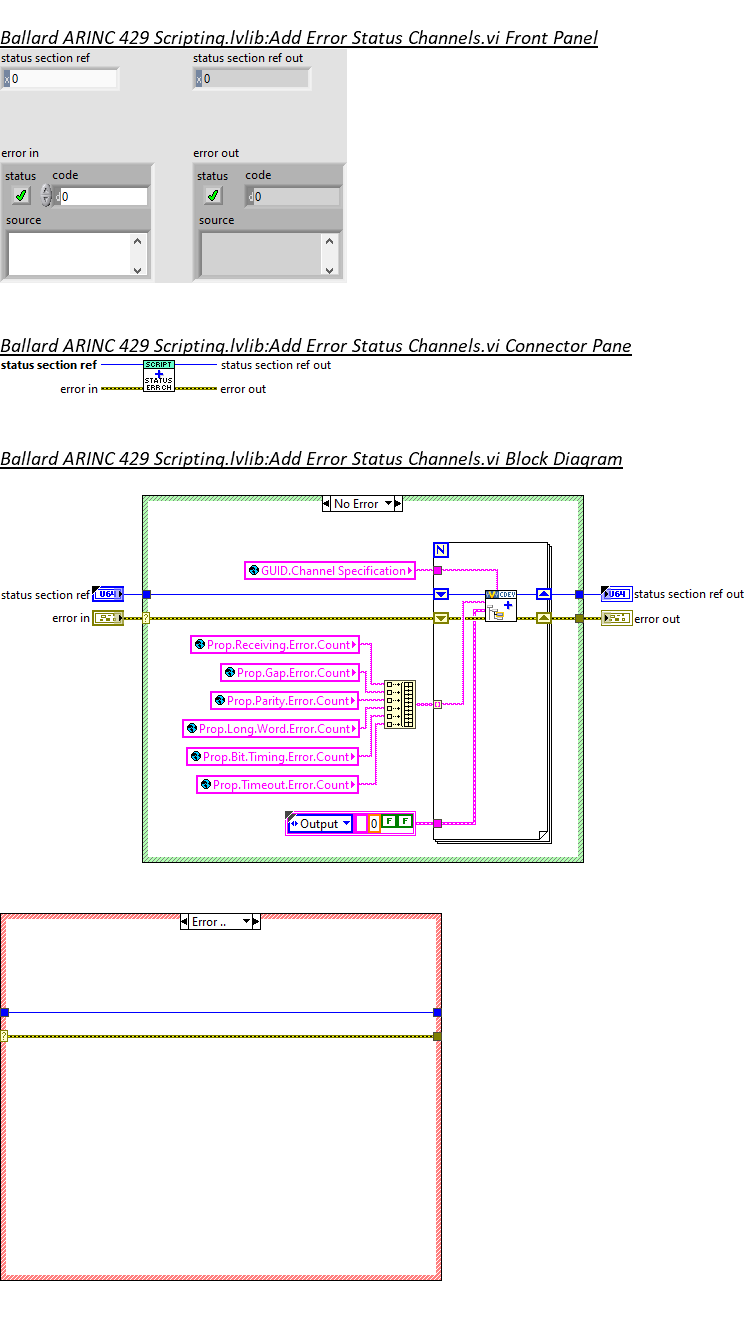 Ballard ARINC 429 Scripting.lvlib:Add Error Status Channels.vi Front Panel
status section ref status section ref out
x 0 x 0
error in error out
status code status code
d 0 d 0
source source
Ballard ARINC 429 Scripting.lvlib:Add Error Status Channels.vi Connector Pane
status section ref SCRIPT status section ref out
error in STATUS ERR CH error out
Ballard ARINC 429 Scripting.lvlib:Add Error Status Channels.vi Block Diagram
No Error
N
GUID.Channel Specification
status section ref U64 CDEV U64 status section ref out
error in ? error out
Prop.Receiving.Error.Count
Prop.Gap.Error.Count
Prop.Parity.Error.Count
Prop.Long.Word.Error.Count
Prop.Bit.Timing.Error.Count
Prop.Timeout.Error.Count
Output 0 F F
Error ..
?